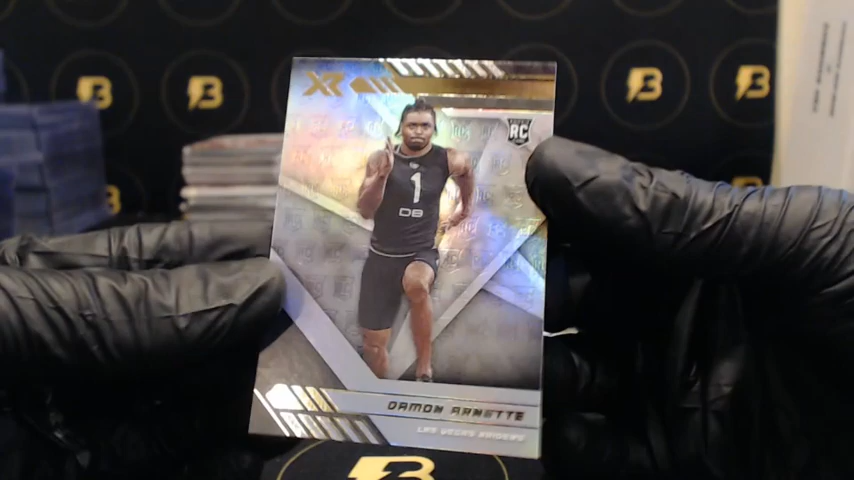 XR
RC
1
DB
DAMON ARNETTE
LAS VEGAS RAIDERS